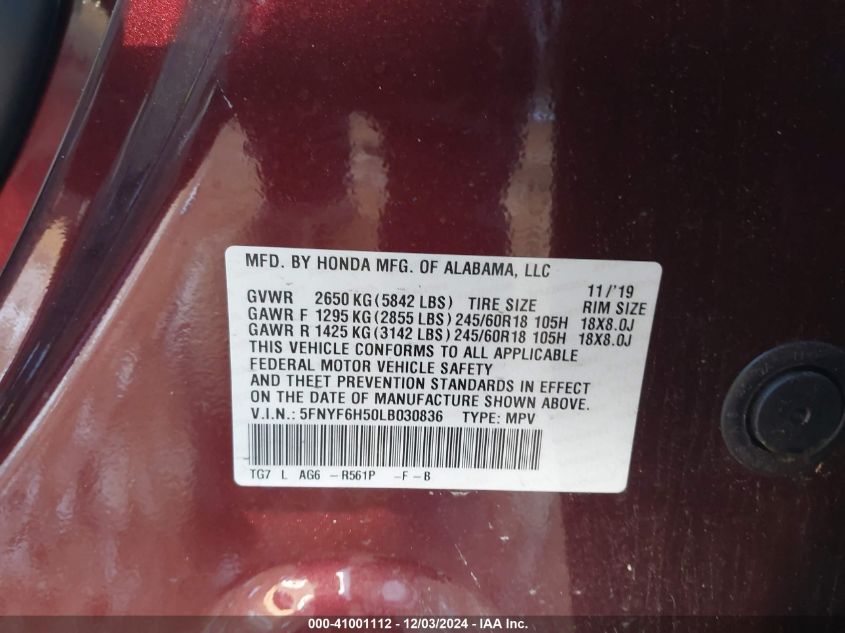 MFD. BY HONDA MFG. OF ALABAMA, LLC
11/'19
GVWR 2650 KG (5842 LBS) TIRE SIZE RIM SIZE
GAWR F 1295 KG (2855 LBS) 245/60R18 105H 18X8.0J
GAWR R 1425 KG (3142 LBS) 245/60R18 105H 18X8.0J
THIS VEHICLE CONFORMS TO ALL APPLICABLE
FEDERAL MOTOR VEHICLE SAFETY
AND THEFT PREVENTION STANDARDS IN EFFECT
ON THE DATE OF MANUFACTURE SHOWN ABOVE.
V.I.N.: 5FNYF6H50LB030836 TYPE: MPV
TG7 L AG6 -R561P -F-B
000-41001112 - 12/03/2024 - IAA Inc.